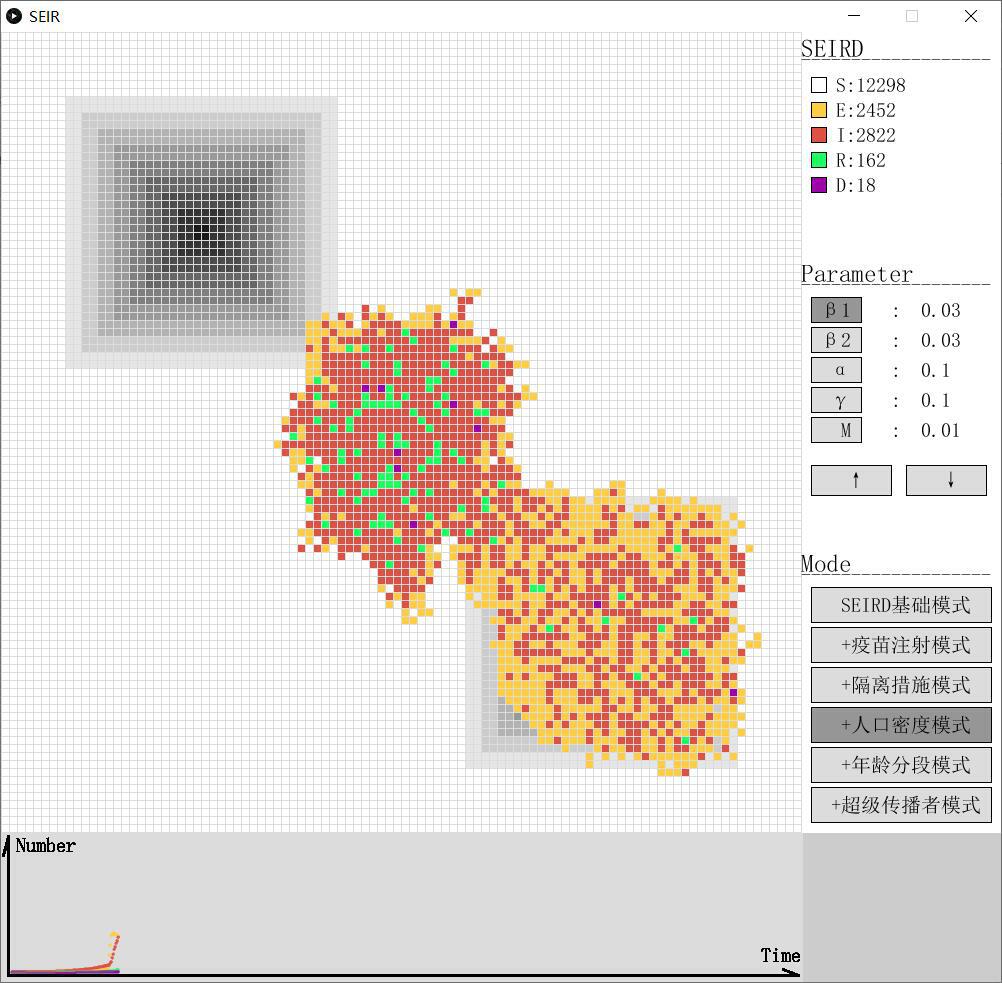 SEIR
SEIRD
S:12298
E:2452
I:2822
R:162
D:18
Parameter
β1 : 0.03
β2 : 0.03
α : 0.1
γ : 0.1
M : 0.01
↑ ↓
Mode
SEIRD基础模式
+疫苗注射模式
+隔离措施模式
+人口密度模式
+年龄分段模式
+超级传播者模式
Number
Time